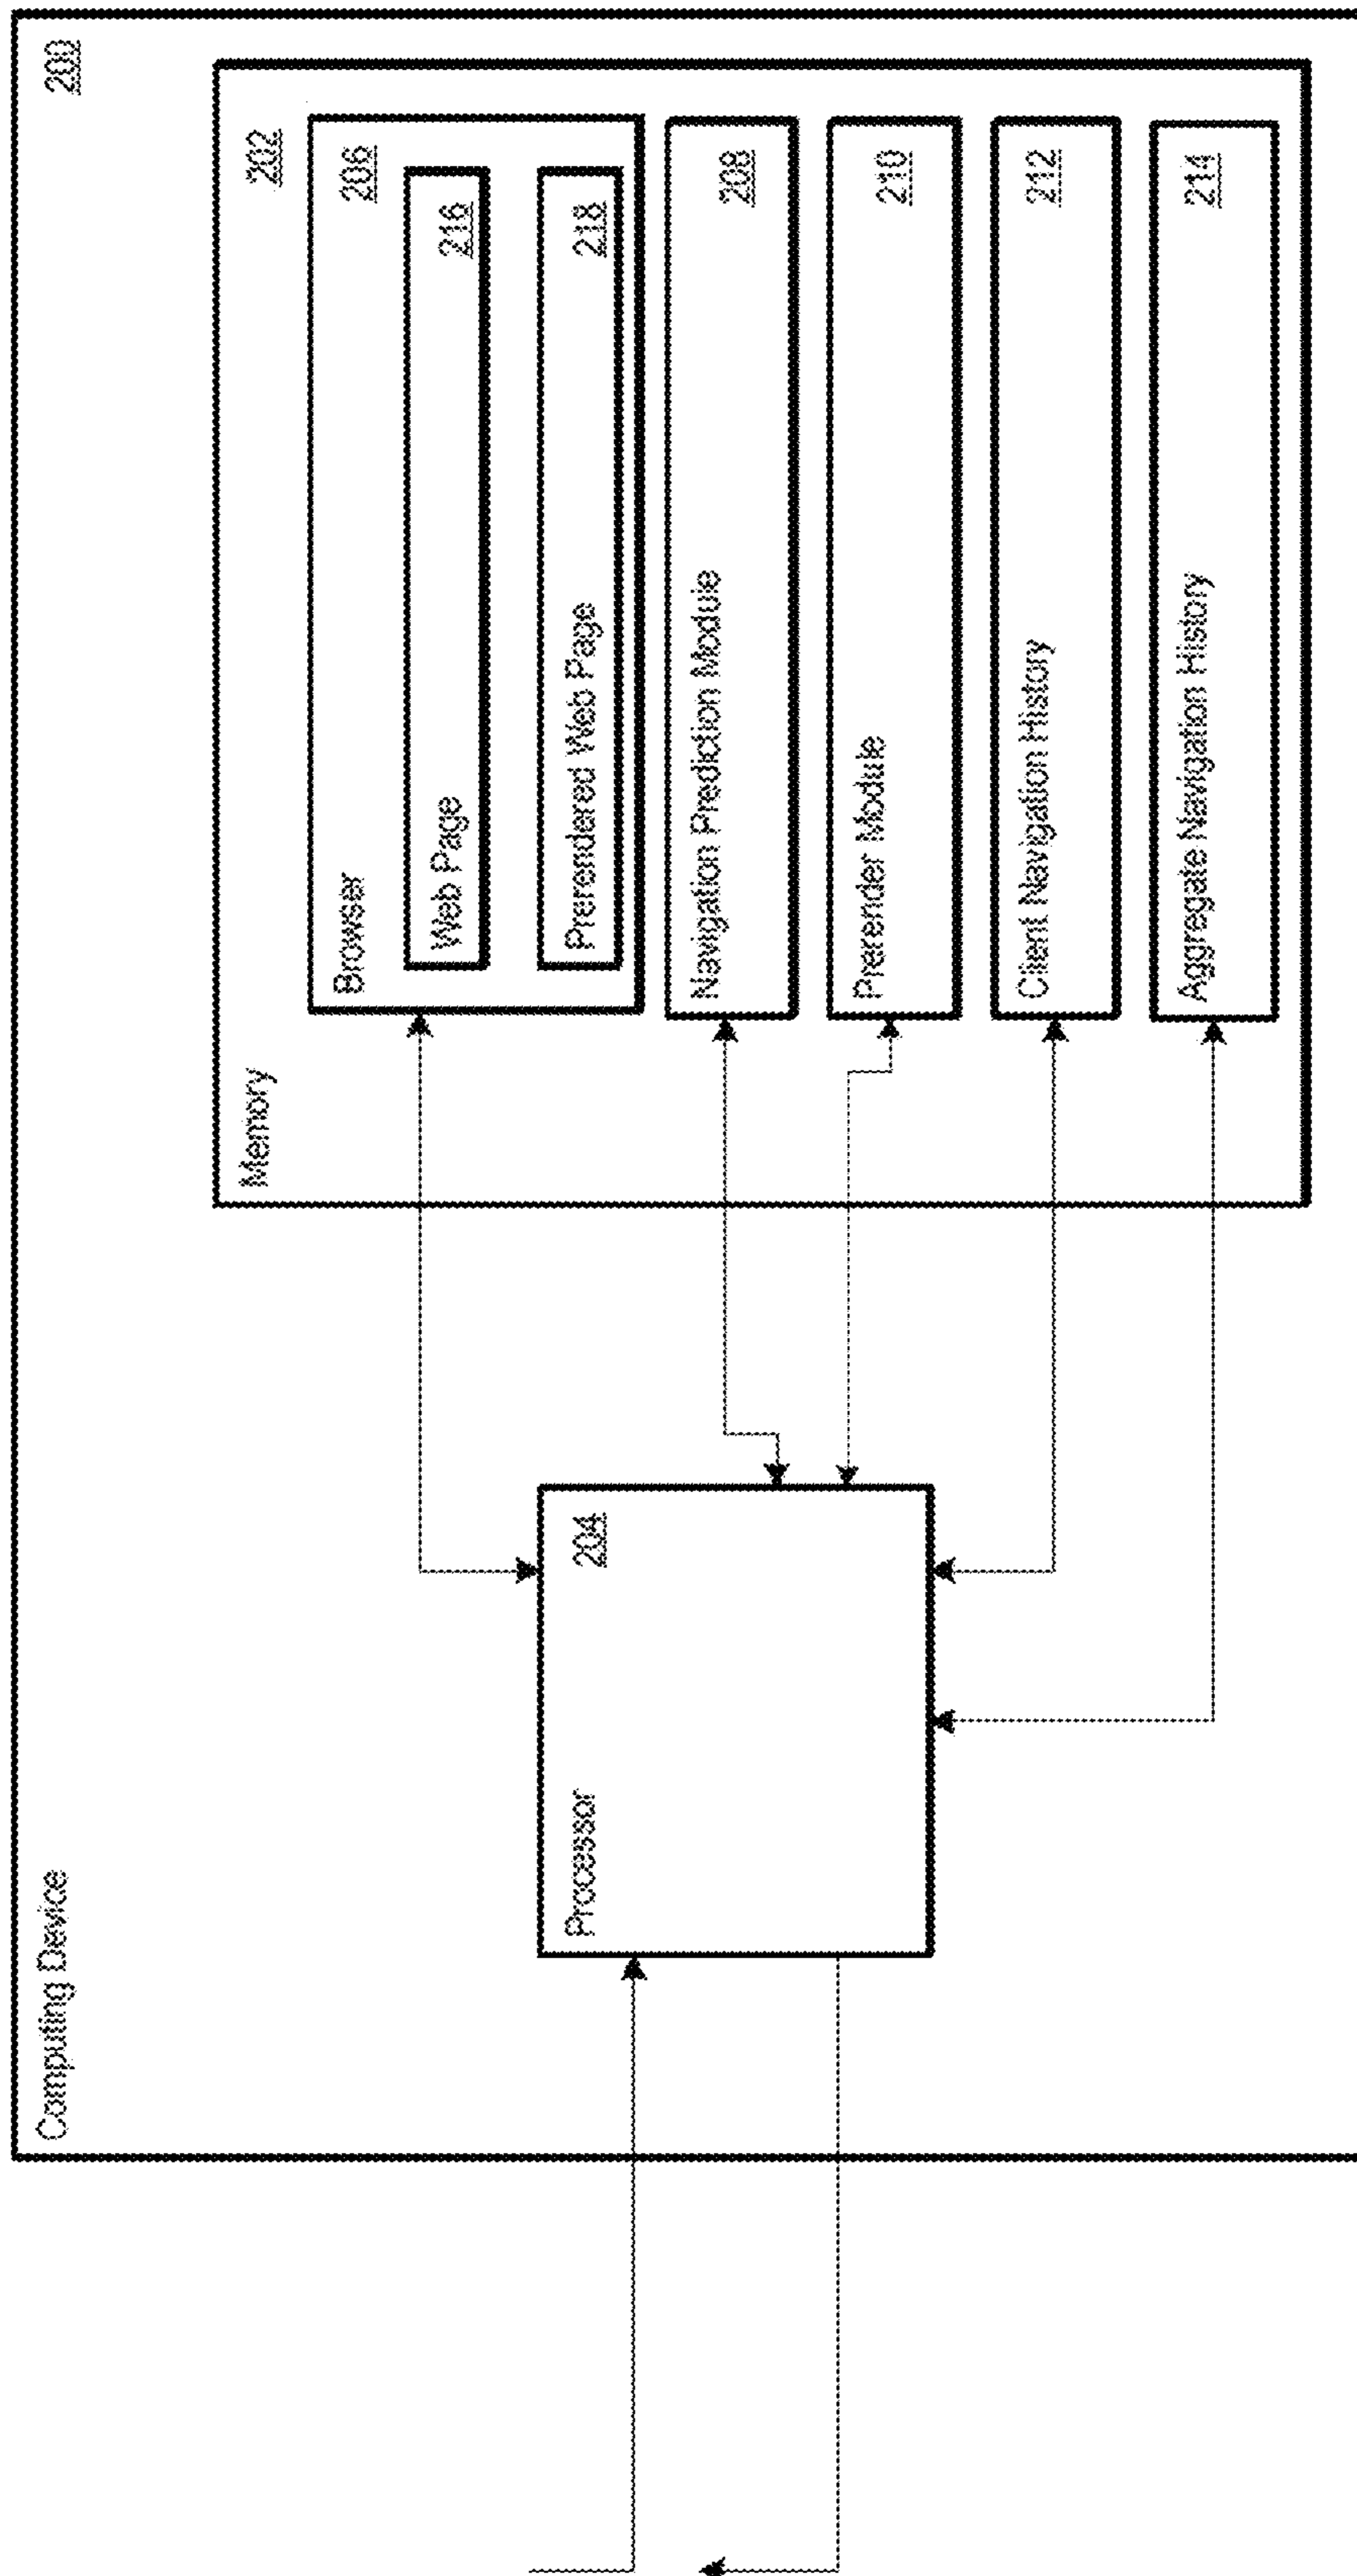 Computing Device 200
Memory 202
Browser 206
Web Page 216
Prerendered Web Page 218
Navigation Prediction Module 208
Prerender Module 210
Client Navigation History 212
Aggregate Navigation History 214
Processor 204